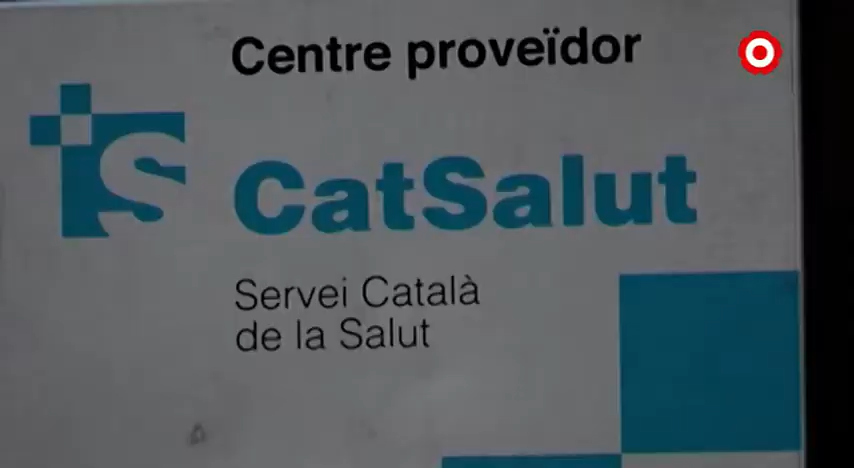 Centre proveïdor
CatSalut
Servei Català
de la Salut